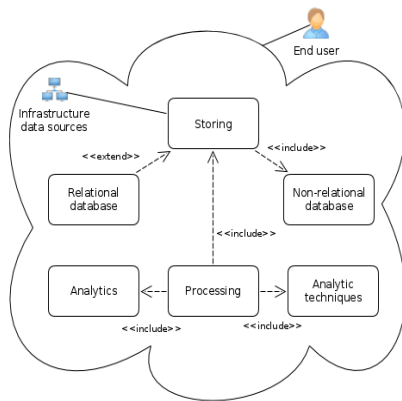 End user
Infrastructure
data sources
Storing
<<extend>>
<<include>>
Relational
database
Non-relational
database
<<include>>
Analytics
Processing
Analytic
techniques
<<include>>
<<include>>